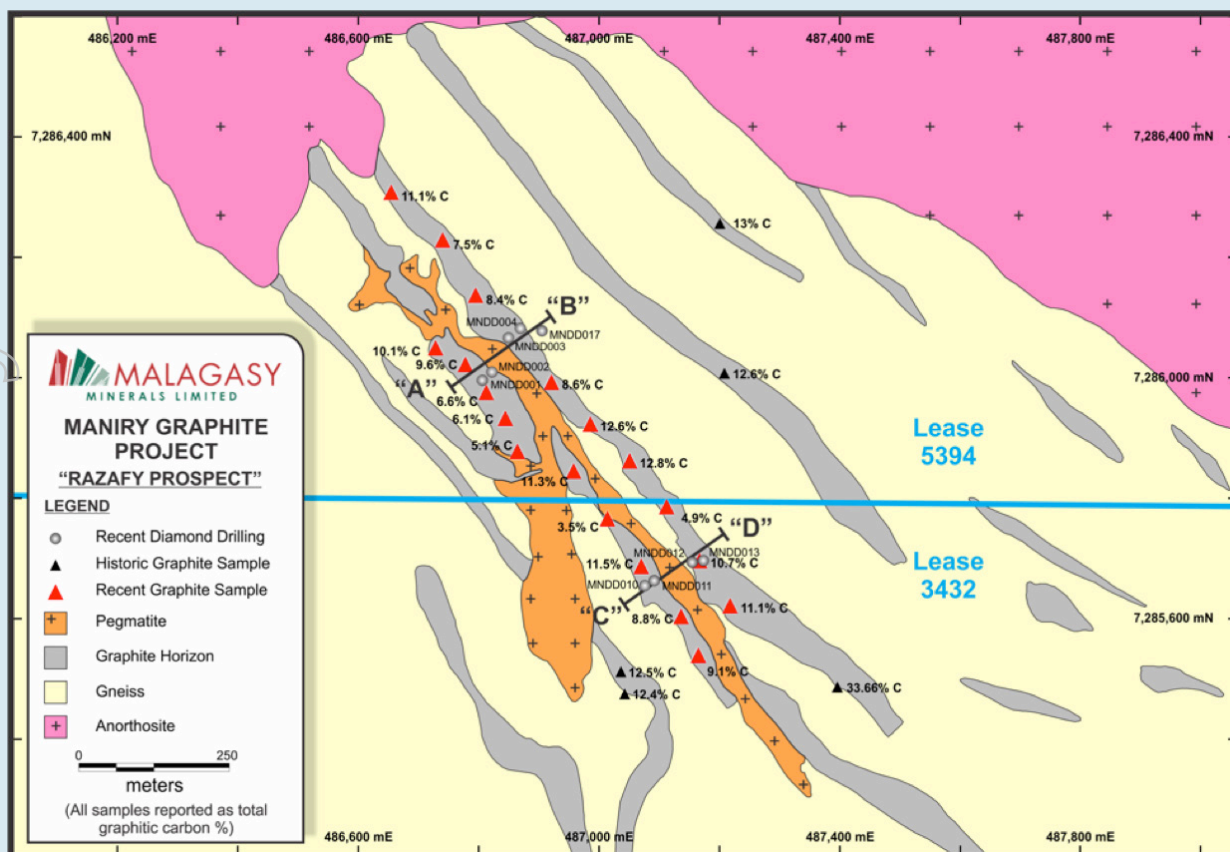 486,200 mE
486,600 mE
487,000 mE
487,400 mE
487,800 mE
7,286,400 mN
7,286,400 mN
11.1% C
13% C
7.5% C
8.4% C
"B"
MNDD004
MNDD017
MNDD003
10.1% C
9.6% C
MNDD002
7,286,000 mN
12.6% C
"A"
MNDD001
8.6% C
6.6% C
6.1% C
12.6% C
5.1% C
12.8% C
11.3% C
Lease
5394
4.9% C
"D"
3.5% C
MNDD012
MNDD013
11.5% C
10.7% C
MNDD010
MNDD011
Lease
3432
"C"
8.8% C
11.1% C
7,285,600 mN
12.5% C
9.1% C
12.4% C
33.66% C
486,600 mE
487,000 mE
487,400 mE
487,800 mE
MALAGASY
MINERALS LIMITED
MANIRY GRAPHITE
PROJECT
"RAZAFY PROSPECT"
LEGEND
Recent Diamond Drilling
Historic Graphite Sample
Recent Graphite Sample
Pegmatite
Graphite Horizon
Gneiss
Anorthosite
0 250
meters
(All samples reported as total
graphitic carbon %)